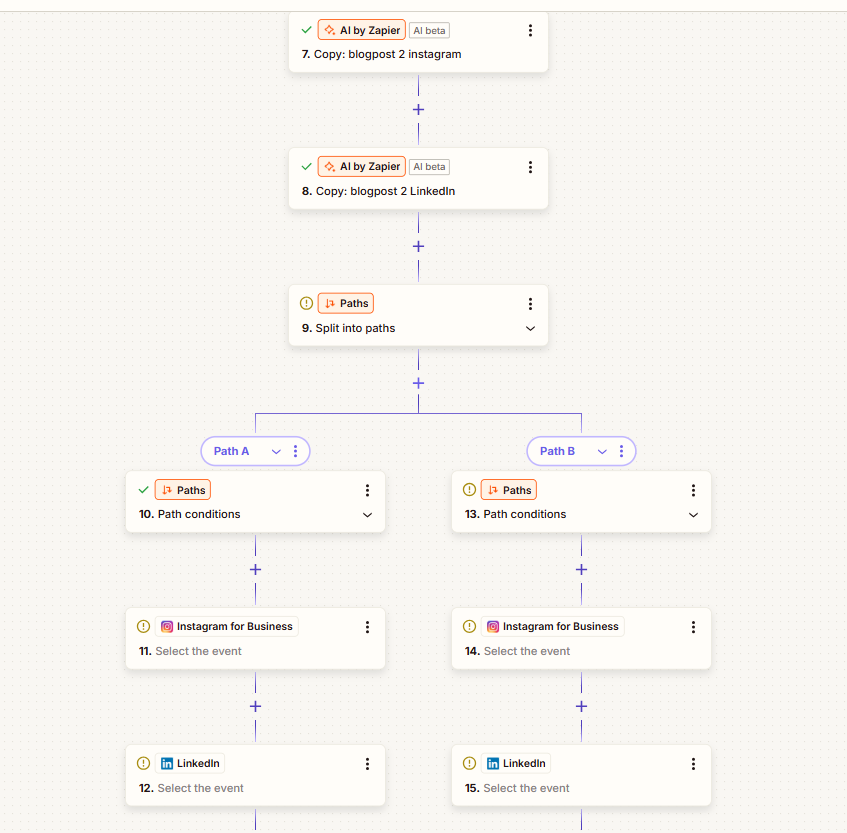 AI by Zapier AI beta
7. Copy: blogpost 2 instagram
AI by Zapier AI beta
8. Copy: blogpost 2 LinkedIn
Paths
9. Split into paths
Path A
Path B
Paths
10. Path conditions
Paths
13. Path conditions
Instagram for Business
11. Select the event
Instagram for Business
14. Select the event
LinkedIn
12. Select the event
LinkedIn
15. Select the event